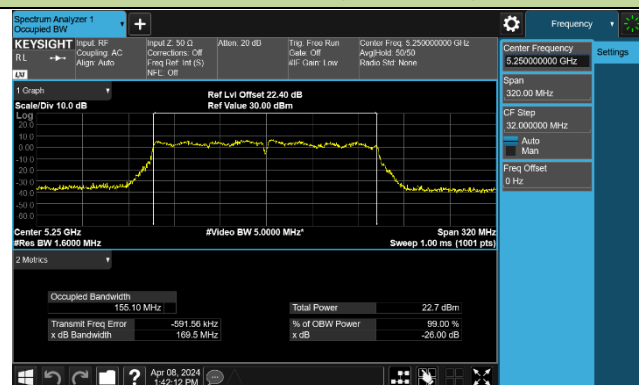 Spectrum Analyzer 1
Occupied BW
+
Frequency
KEYSIGHT
RL
LXI
Input: RF
Coupling: AC
Align: Auto
Input Z: 50 Ω
Corrections: Off
Freq Ref: Int (S)
NFE: Off
Atten: 20 dB
Trig: Free Run
Gate: Off
#IF Gain: Low
Center Freq: 5.250000000 GHz
Avg|Hold: 50/50
Radio Std: None
Center Frequency
5.250000000 GHz
Settings
Span
320.00 MHz
CF Step
32.000000 MHz
Auto
Man
Freq Offset
0 Hz
1 Graph
Scale/Div 10.0 dB
Ref Lvl Offset 22.40 dB
Ref Value 30.00 dBm
Log
20.0
10.0
0.00
-10.0
-20.0
-30.0
-40.0
-50.0
-60.0
Center 5.25 GHz
#Video BW 5.0000 MHz*
Span 320 MHz
#Res BW 1.6000 MHz
Sweep 1.00 ms (1001 pts)
2 Metrics
Occupied Bandwidth
155.10 MHz
Total Power
22.7 dBm
Transmit Freq Error
-591.56 kHz
% of OBW Power
99.00 %
x dB Bandwidth
169.5 MHz
x dB
-26.00 dB
?
Apr 08, 2024
1:42:12 PM